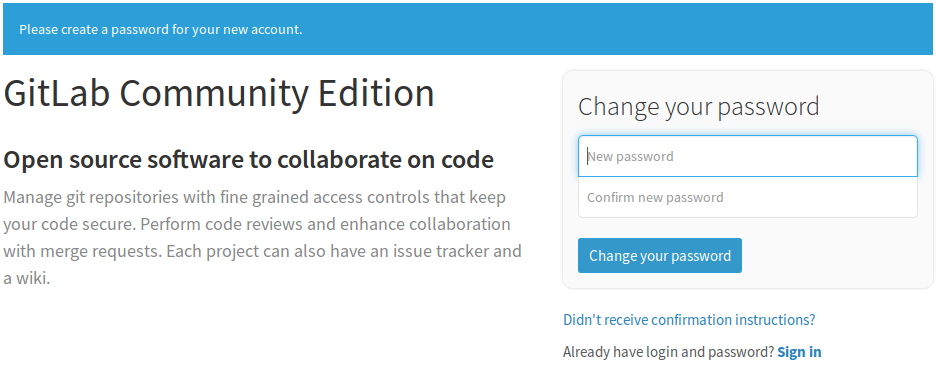 Please create a password for your new account.
GitLab Community Edition
Open source software to collaborate on code
Manage git repositories with fine grained access controls that keep
your code secure. Perform code reviews and enhance collaboration
with merge requests. Each project can also have an issue tracker and
a wiki.
Change your password
New password
Confirm new password
Change your password
Didn't receive confirmation instructions?
Already have login and password? Sign in